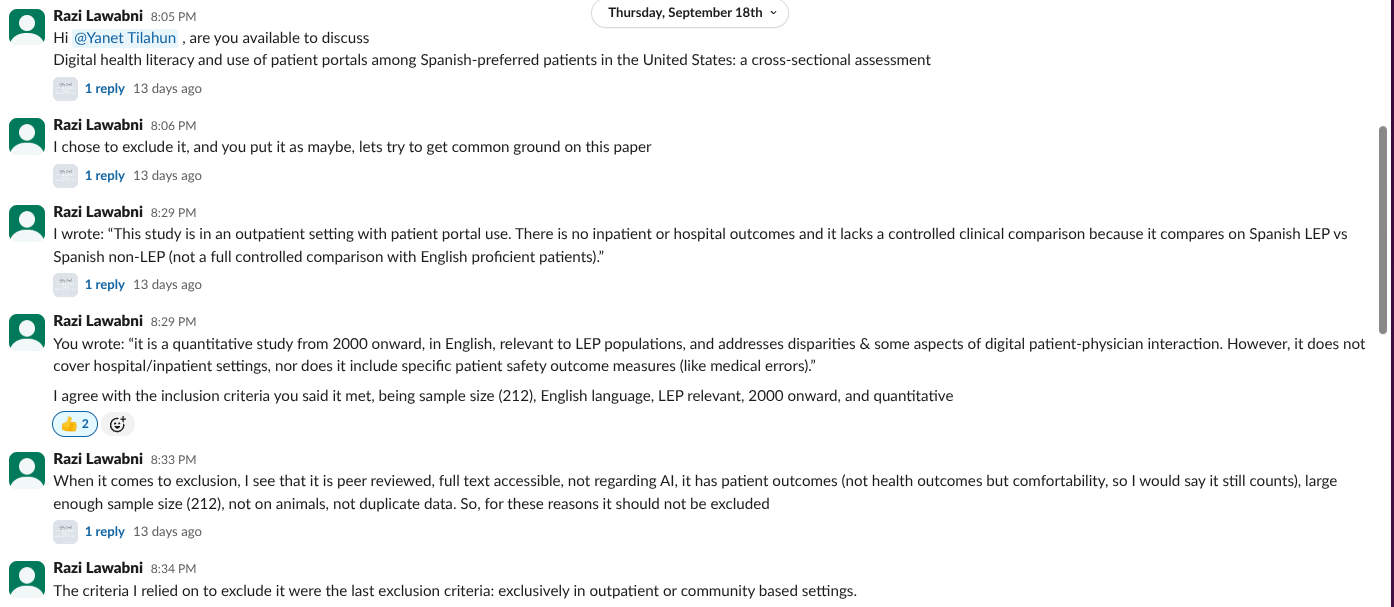 Thursday, September 18th
Razi Lawabni 8:05 PM
Hi @Yanet Tilahun , are you available to discuss
Digital health literacy and use of patient portals among Spanish-preferred patients in the United States: a cross-sectional assessment
1 reply 13 days ago
Razi Lawabni 8:06 PM
I chose to exclude it, and you put it as maybe, lets try to get common ground on this paper
1 reply 13 days ago
Razi Lawabni 8:29 PM
I wrote: “This study is in an outpatient setting with patient portal use. There is no inpatient or hospital outcomes and it lacks a controlled clinical comparison because it compares on Spanish LEP vs
Spanish non-LEP (not a full controlled comparison with English proficient patients).”
1 reply 13 days ago
Razi Lawabni 8:29 PM
You wrote: “it is a quantitative study from 2000 onward, in English, relevant to LEP populations, and addresses disparities & some aspects of digital patient-physician interaction. However, it does not
cover hospital/inpatient settings, nor does it include specific patient safety outcome measures (like medical errors).”
I agree with the inclusion criteria you said it met, being sample size (212), English language, LEP relevant, 2000 onward, and quantitative
👍 2
Razi Lawabni 8:33 PM
When it comes to exclusion, I see that it is peer reviewed, full text accessible, not regarding AI, it has patient outcomes (not health outcomes but comfortability, so I would say it still counts), large
enough sample size (212), not on animals, not duplicate data. So, for these reasons it should not be excluded
1 reply 13 days ago
Razi Lawabni 8:34 PM
The criteria I relied on to exclude it were the last exclusion criteria: exclusively in outpatient or community based settings.